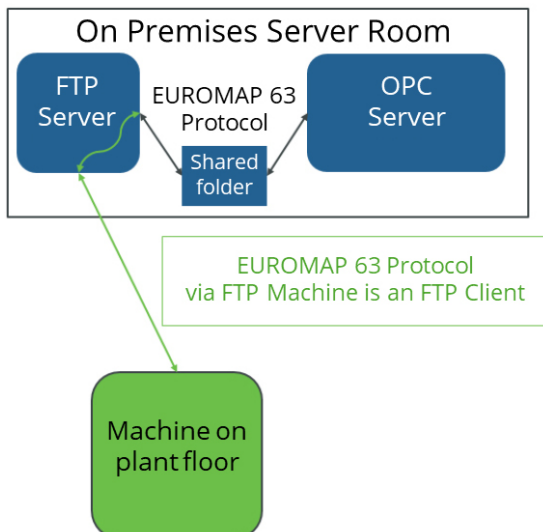 On Premises Server Room
FTP
Server
EUROMAP 63
Protocol
OPC
Server
Shared
folder
EUROMAP 63 Protocol
via FTP Machine is an FTP Client
Machine on
plant floor